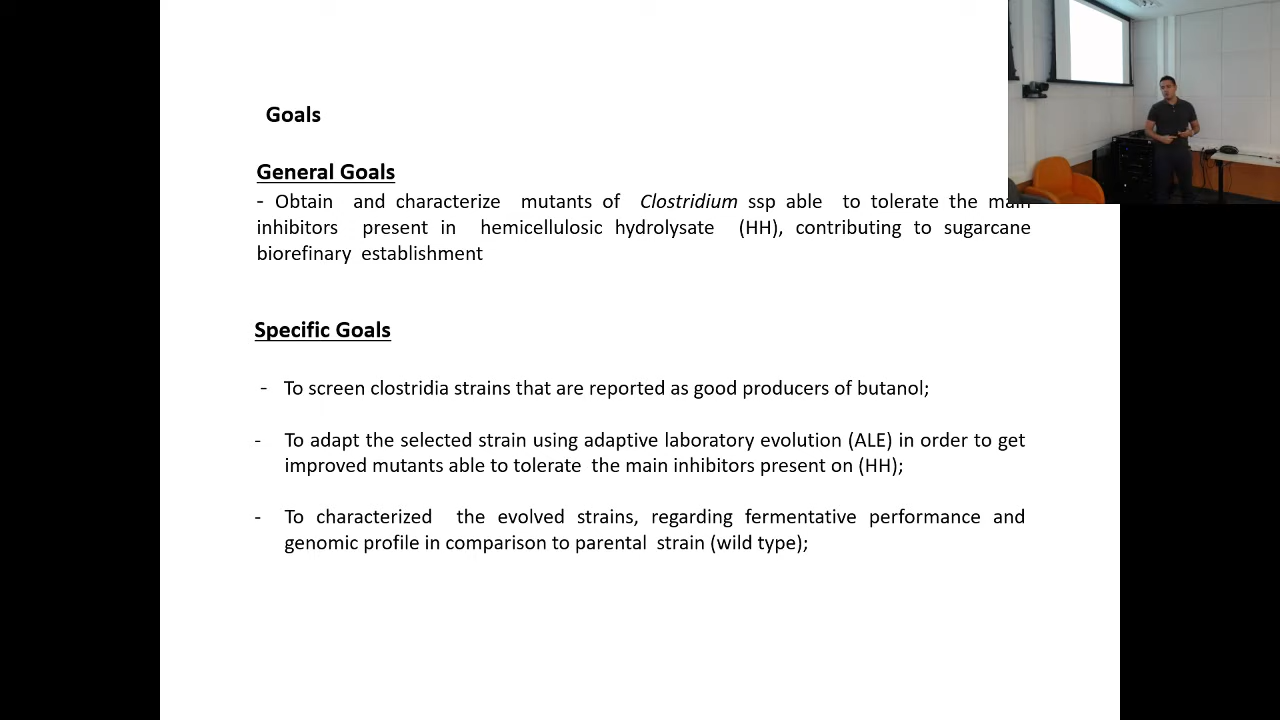 Goals
General Goals
- Obtain and characterize mutants of Clostridium ssp able to tolerate the main
inhibitors present in hemicellulosic hydrolysate (HH), contributing to sugarcane
biorefinary establishment
Specific Goals
- To screen clostridia strains that are reported as good producers of butanol;
- To adapt the selected strain using adaptive laboratory evolution (ALE) in order to get
improved mutants able to tolerate the main inhibitors present on (HH);
- To characterized the evolved strains, regarding fermentative performance and
genomic profile in comparison to parental strain (wild type);